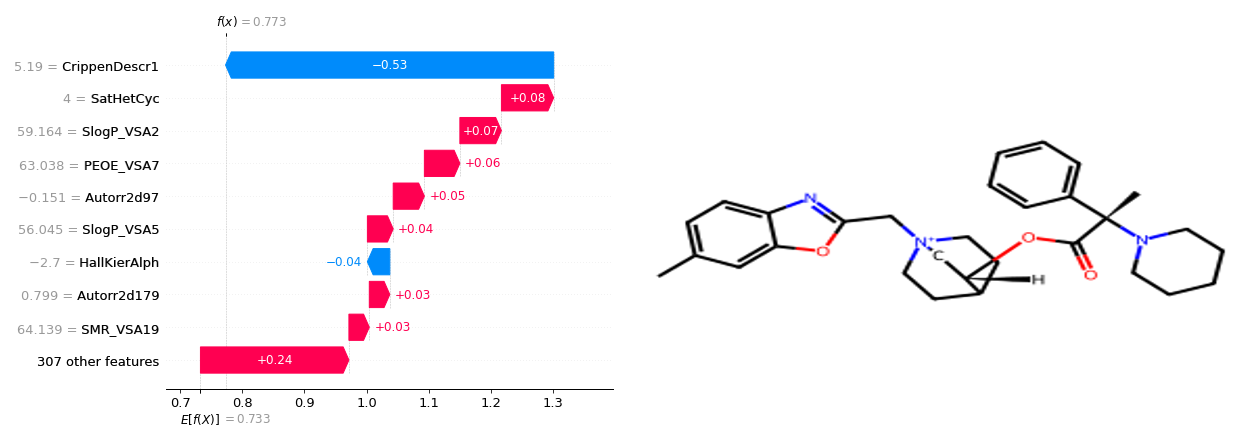 f(x) = 0.773
5.19 = CrippenDescr1
−0.53
4 = SatHetCyc
+0.08
59.164 = SlogP_VSA2
+0.07
63.038 = PEOE_VSA7
+0.06
−0.151 = Autorr2d97
+0.05
56.045 = SlogP_VSA5
+0.04
−2.7 = HallKierAlph
−0.04
0.799 = Autorr2d179
+0.03
64.139 = SMR_VSA19
+0.03
307 other features
+0.24
0.7 0.8 0.9 1.0 1.1 1.2 1.3
E[f(X)] = 0.733
N
O
N+
C
O
H
O
N